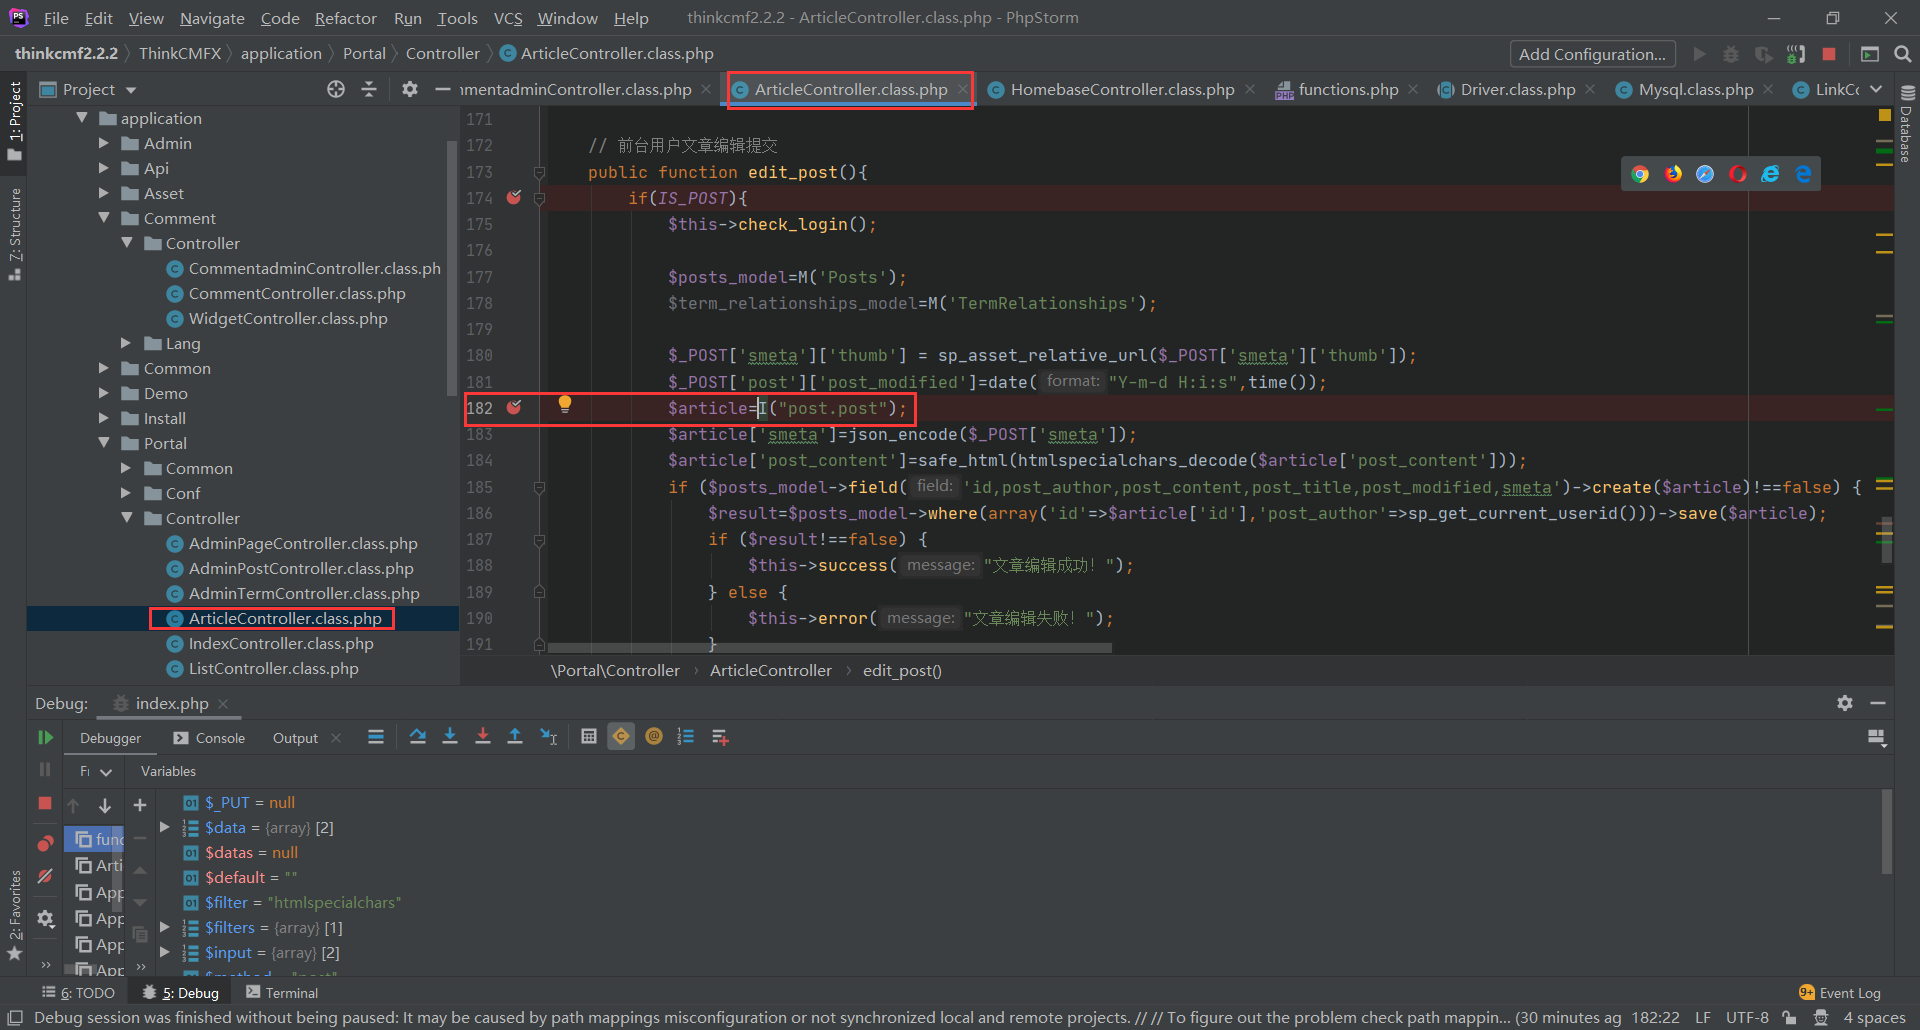 File Edit View Navigate Code Refactor Run Tools VCS Window Help thinkcmf2.2.2 - ArticleController.class.php - PhpStorm
thinkcmf2.2.2 ThinkCMFX application Portal Controller ArticleController.class.php Add Configuration...
Project
mentadminController.class.php ArticleController.class.php HomebaseController.class.php functions.php Driver.class.php Mysql.class.php LinkCo
1: Project
7: Structure
2: Favorites
Database
application
Admin
Api
Asset
Comment
Controller
CommentadminController.class.ph
CommentController.class.php
WidgetController.class.php
Lang
Common
Demo
Install
Portal
Common
Conf
Controller
AdminPageController.class.php
AdminPostController.class.php
AdminTermController.class.php
ArticleController.class.php
IndexController.class.php
ListController.class.php
171
172 // 前台用户文章编辑提交
173 public function edit_post(){
174 if(IS_POST){
175 $this->check_login();
176
177 $posts_model=M('Posts');
178 $term_relationships_model=M('TermRelationships');
179
180 $_POST['smeta']['thumb'] = sp_asset_relative_url($_POST['smeta']['thumb']);
181 $_POST['post']['post_modified']=date( format: "Y-m-d H:i:s",time());
182 $article=I("post.post");
183 $article['smeta']=json_encode($_POST['smeta']);
184 $article['post_content']=safe_html(htmlspecialchars_decode($article['post_content']));
185 if ($posts_model->field( field: 'id,post_author,post_content,post_title,post_modified,smeta')->create($article)!==false) {
186 $result=$posts_model->where(array('id'=>$article['id'],'post_author'=>sp_get_current_userid()))->save($article);
187 if ($result!==false) {
188 $this->success( message: "文章编辑成功！");
189 } else {
190 $this->error( message: "文章编辑失败！");
191 }
\Portal\Controller › ArticleController › edit_post()
Debug: index.php
Debugger Console Output
Fr Variables
func
Arti
App
App
App
App
$_PUT = null
$data = {array} [2]
$datas = null
$default = ""
$filter = "htmlspecialchars"
$filters = {array} [1]
$input = {array} [2]
$method = "post"
6: TODO 5: Debug Terminal 9+ Event Log
Debug session was finished without being paused: It may be caused by path mappings misconfiguration or not synchronized local and remote projects. // // To figure out the problem check path mappin... (30 minutes ag 182:22 LF UTF-8 4 spaces